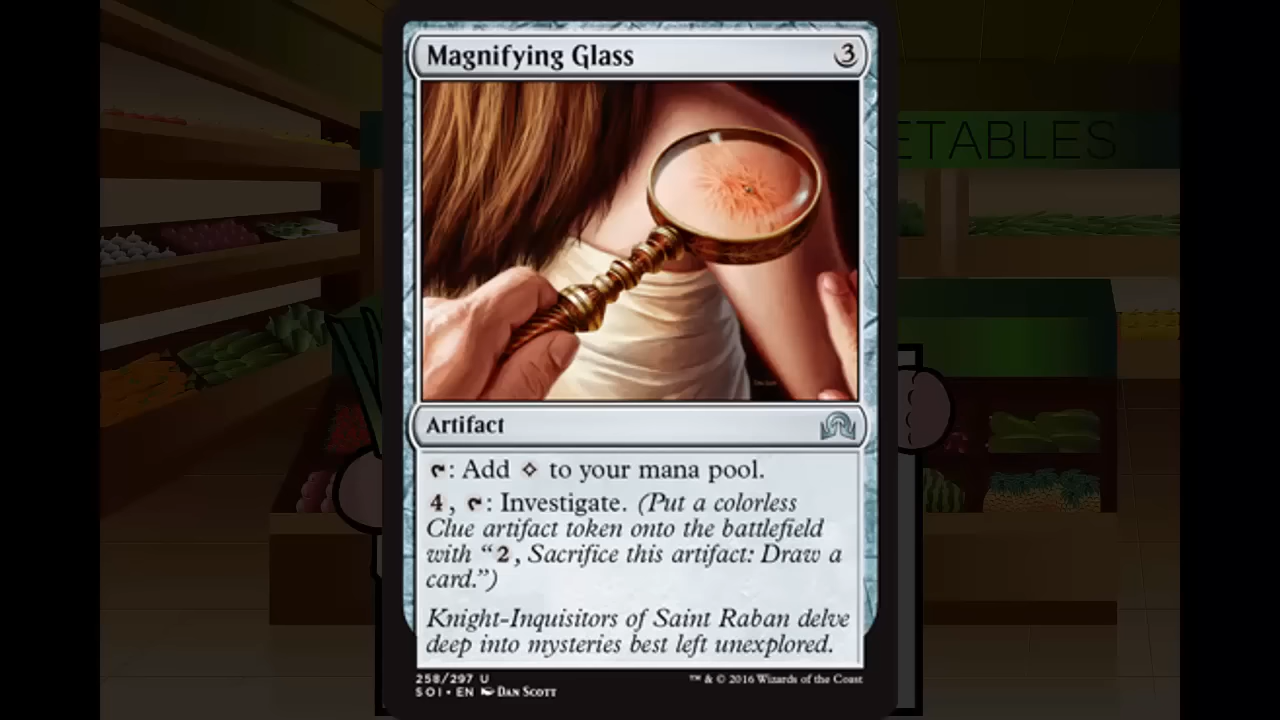 Magnifying Glass 3
ETABLES
Artifact
: Add to your mana pool.
4, : Investigate. (Put a colorless
Clue artifact token onto the battlefield
with “2, Sacrifice this artifact: Draw a
card.”)
Knight-Inquisitors of Saint Raban delve
deep into mysteries best left unexplored.
258/297 U
SOI • EN Dan Scott
™ & © 2016 Wizards of the Coast